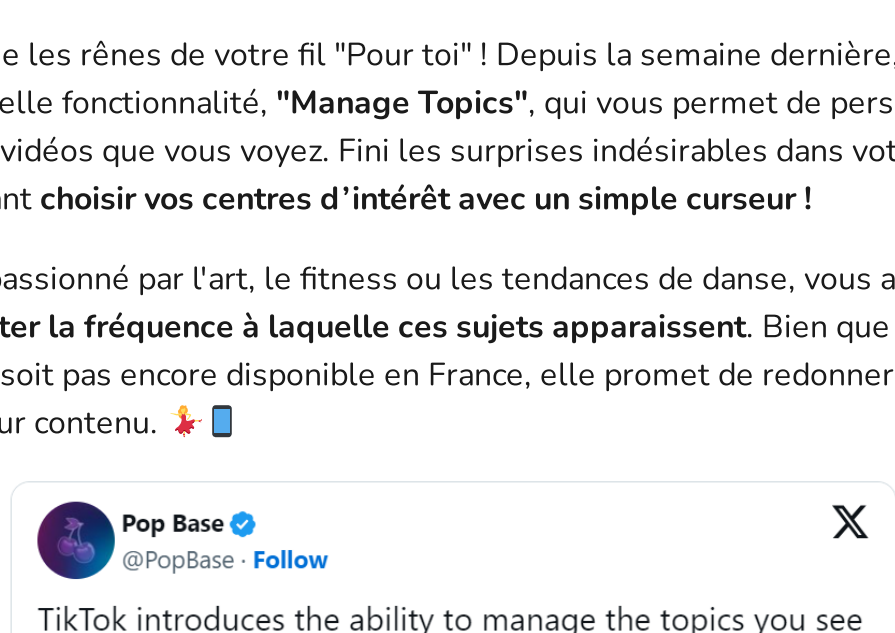 e les rênes de votre fil "Pour toi" ! Depuis la semaine dernière,
elle fonctionnalité, "Manage Topics", qui vous permet de pers
vidéos que vous voyez. Fini les surprises indésirables dans vot
nt choisir vos centres d’intérêt avec un simple curseur !
passionné par l'art, le fitness ou les tendances de danse, vous a
ter la fréquence à laquelle ces sujets apparaissent. Bien que
soit pas encore disponible en France, elle promet de redonner
ur contenu. 💃📱
Pop Base
@PopBase · Follow
TikTok introduces the ability to manage the topics you see